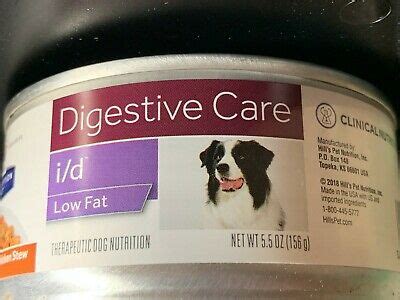 Digestive Care
i/d
Low Fat
THERAPEUTIC DOG NUTRITION
NET WT 5.5 OZ (156g)
Stew
CLINICAL
Manufactured by
Hill's Pet Nutrition, Inc.
P.O. Box 148
Topeka, KS 66601 USA
© 2018 Hill's Pet Nutrition, Inc.
Made in the USA with US and
imported ingredients
1-800-445-5777
HillsPet.com